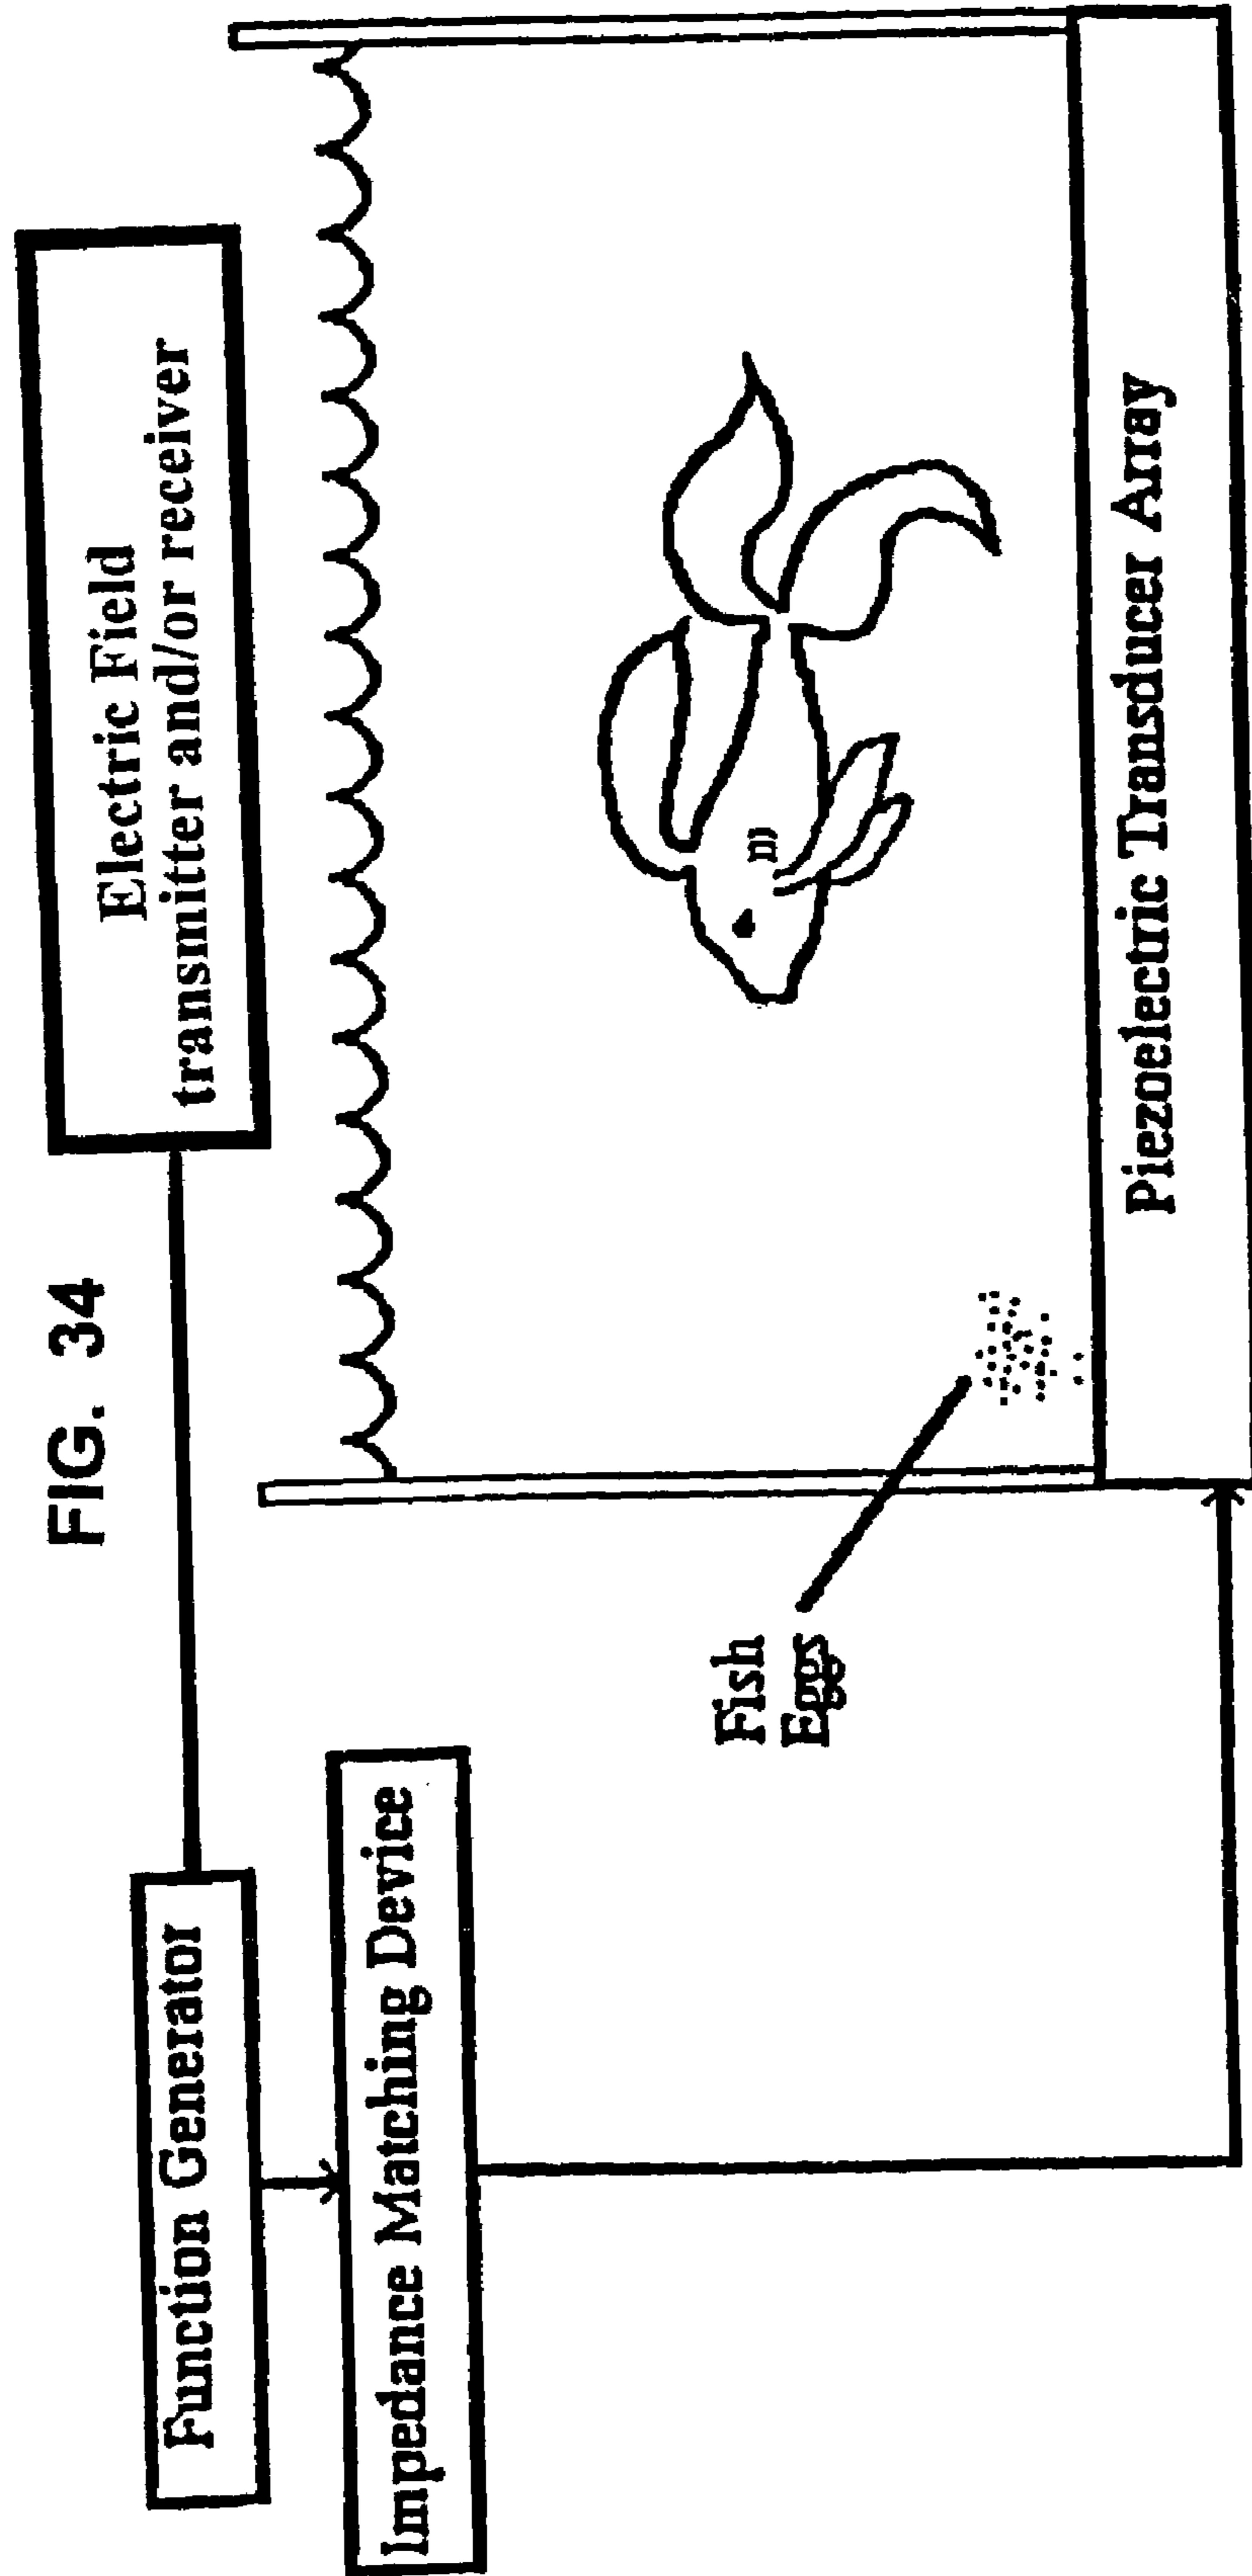 FIG. 34
Function Generator
Electric Field
transmitter and/or receiver
Impedance Matching Device
Fish
Eggs
Piezoelectric Transducer Array